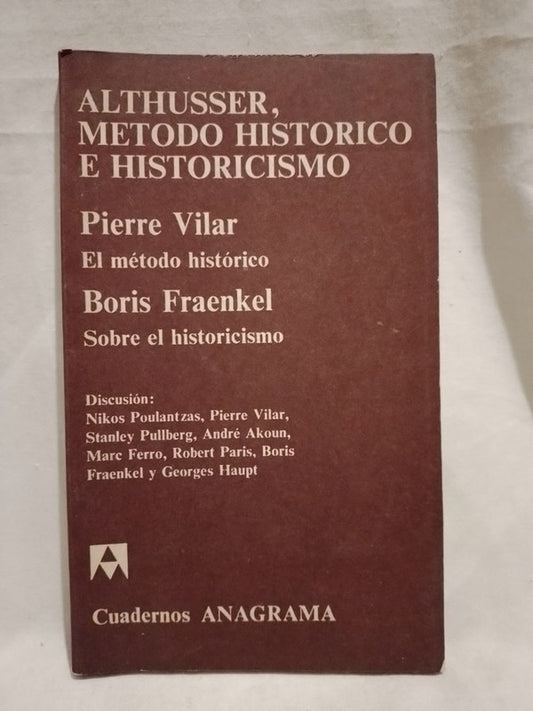 ALTHUSSER,
METODO HISTORICO
E HISTORICISMO
Pierre Vilar
El método histórico
Boris Fraenkel
Sobre el historicismo
Discusión:
Nikos Poulantzas, Pierre Vilar,
Stanley Pullberg, André Akoun,
Marc Ferro, Robert Paris, Boris
Fraenkel y Georges Haupt
Cuadernos ANAGRAMA